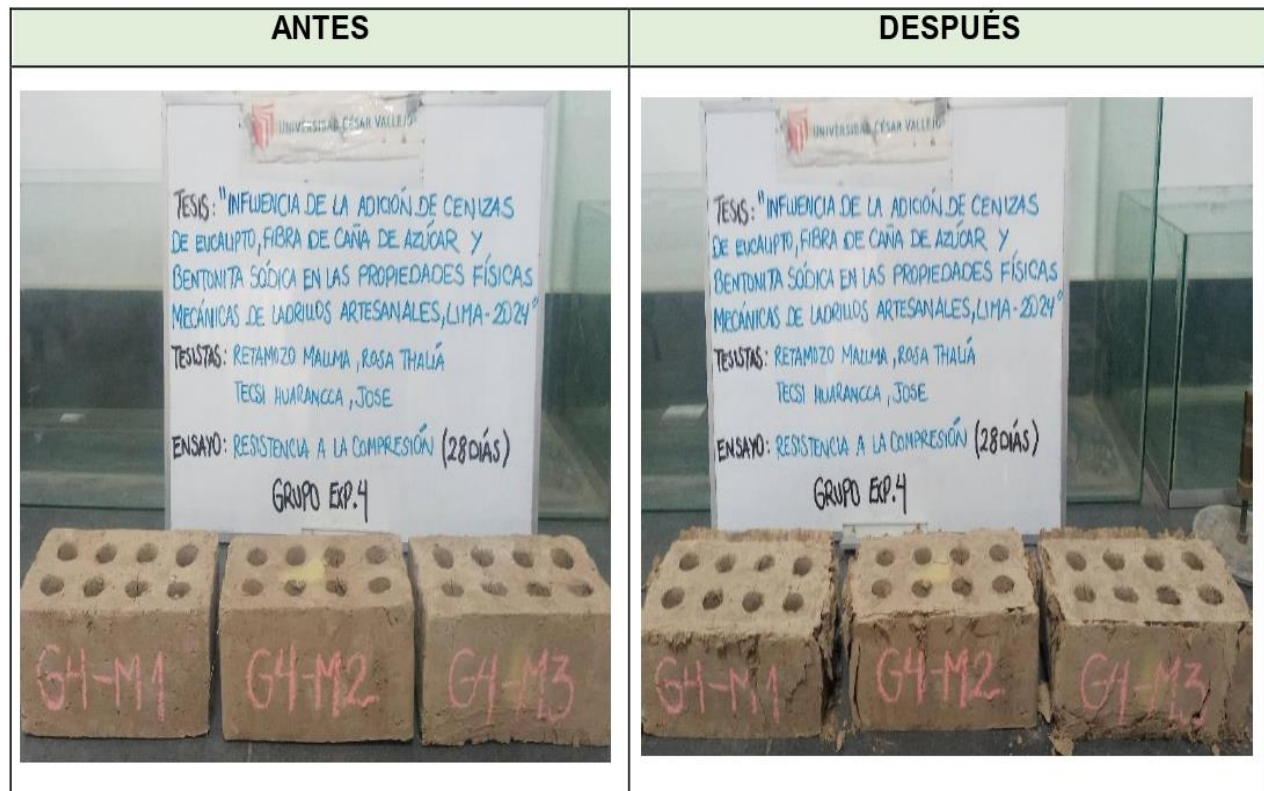 ANTES
DESPUÉS
UNIVERSIDAD CÉSAR VALLEJO
TESIS: "INFLUENCIA DE LA ADICIÓN DE CENIZAS
DE EUCALIPTO, FIBRA DE CAÑA DE AZÚCAR Y
BENTONITA SÓDICA EN LAS PROPIEDADES FÍSICAS
MECÁNICAS DE LADRILLOS ARTESANALES, LIMA-2024"
TESISTAS: RETAMOZO MALLMA, ROSA THALIÁ
TECSI HUARANCCA, JOSE
ENSAYO: RESISTENCIA A LA COMPRESIÓN (28 DIÁS)
GRUPO EXP.4
G4-M1
G4-M2
G4-M3
UNIVERSIDAD CÉSAR VALLEJO
TESIS: "INFLUENCIA DE LA ADICIÓN DE CENIZAS
DE EUCALIPTO, FIBRA DE CAÑA DE AZÚCAR Y
BENTONITA SÓDICA EN LAS PROPIEDADES FÍSICAS
MECÁNICAS DE LADRILLOS ARTESANALES, LIMA-2024"
TESISTAS: RETAMOZO MALLMA, ROSA THALIÁ
TECSI HUARANCCA, JOSE
ENSAYO: RESISTENCIA A LA COMPRESIÓN (28 DIÁS)
GRUPO EXP.4
G4-M1
G4-M2
G4-M3